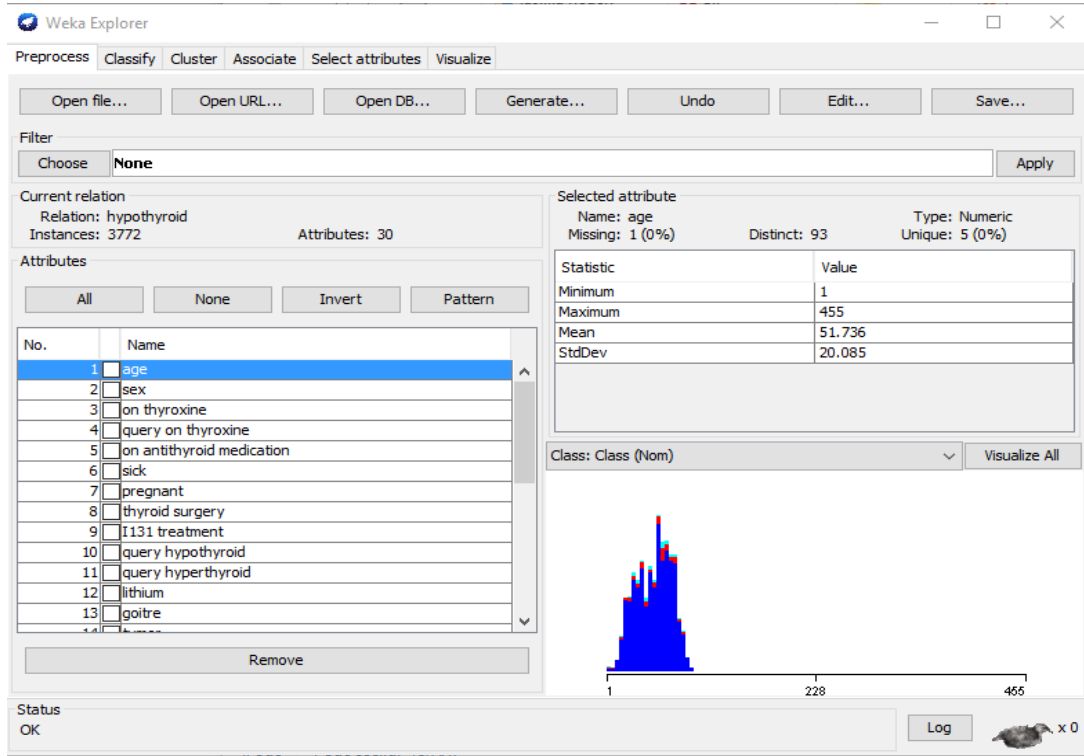 Weka Explorer
Preprocess Classify Cluster Associate Select attributes Visualize
Open file... Open URL... Open DB... Generate... Undo Edit... Save...
Filter
Choose None Apply
Current relation
Relation: hypothyroid
Instances: 3772 Attributes: 30
Attributes
All None Invert Pattern
No. Name
1 age
2 sex
3 on thyroxine
4 query on thyroxine
5 on antithyroid medication
6 sick
7 pregnant
8 thyroid surgery
9 I131 treatment
10 query hypothyroid
11 query hyperthyroid
12 lithium
13 goitre
Remove
Selected attribute
Name: age Type: Numeric
Missing: 1 (0%) Distinct: 93 Unique: 5 (0%)
Statistic Value
Minimum 1
Maximum 455
Mean 51.736
StdDev 20.085
Class: Class (Nom) Visualize All
1 228 455
Status
OK
Log x 0